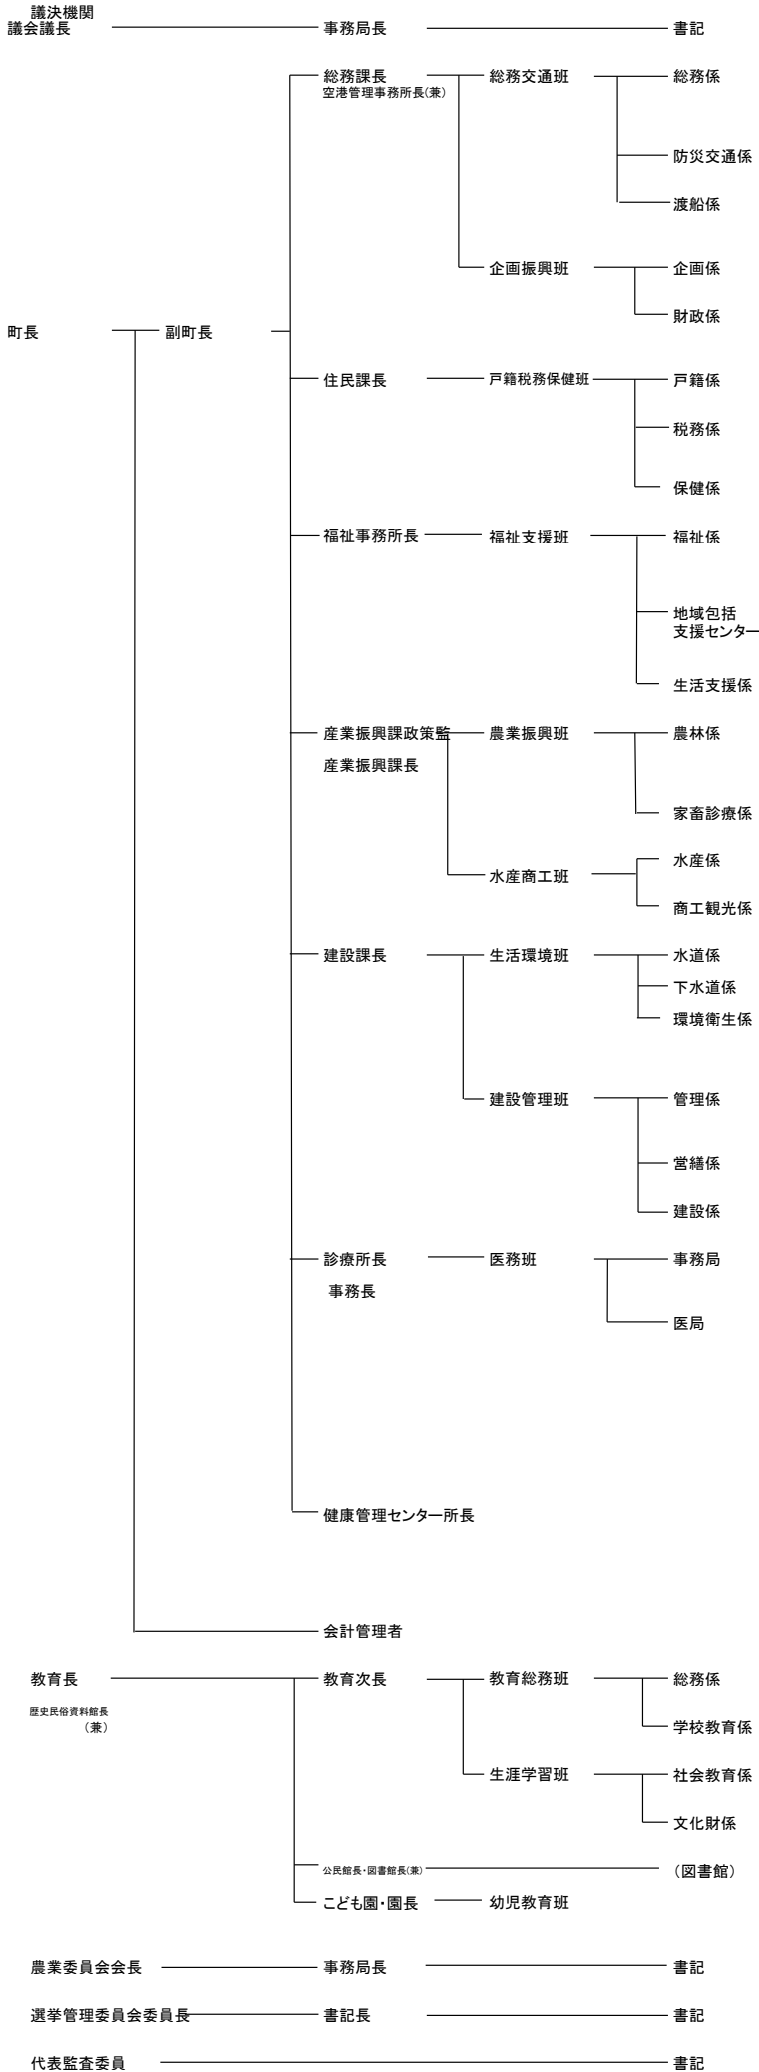 議決機関
議会議長 事務局長 書記
総務課長 総務交通班 総務係
空港管理事務所長(兼)
防災交通係
渡船係
企画振興班 企画係
財政係
町長 副町長
住民課長 戸籍税務保健班 戸籍係
税務係
保健係
福祉事務所長 福祉支援班 福祉係
地域包括
支援センター
生活支援係
産業振興課政策監 農業振興班 農林係
産業振興課長
家畜診療係
水産係
水産商工班
商工観光係
建設課長 生活環境班 水道係
下水道係
環境衛生係
建設管理班 管理係
営繕係
建設係
診療所長 医務班 事務局
事務長
医局
健康管理センター所長
会計管理者
教育長 教育次長 教育総務班 総務係
歴史民俗資料館長
(兼) 学校教育係
生涯学習班 社会教育係
文化財係
公民館長・図書館長(兼) (図書館)
こども園・園長 幼児教育班
農業委員会会長 事務局長 書記
選挙管理委員会委員長 書記長 書記
代表監査委員 書記